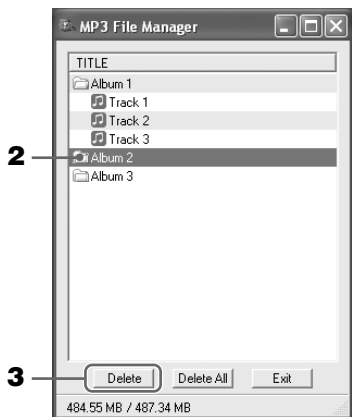 MP3 File Manager
TITLE
Album 1
Track 1
Track 2
Track 3
2
Album 2
Album 3
3
Delete Delete All Exit
484.55 MB / 487.34 MB